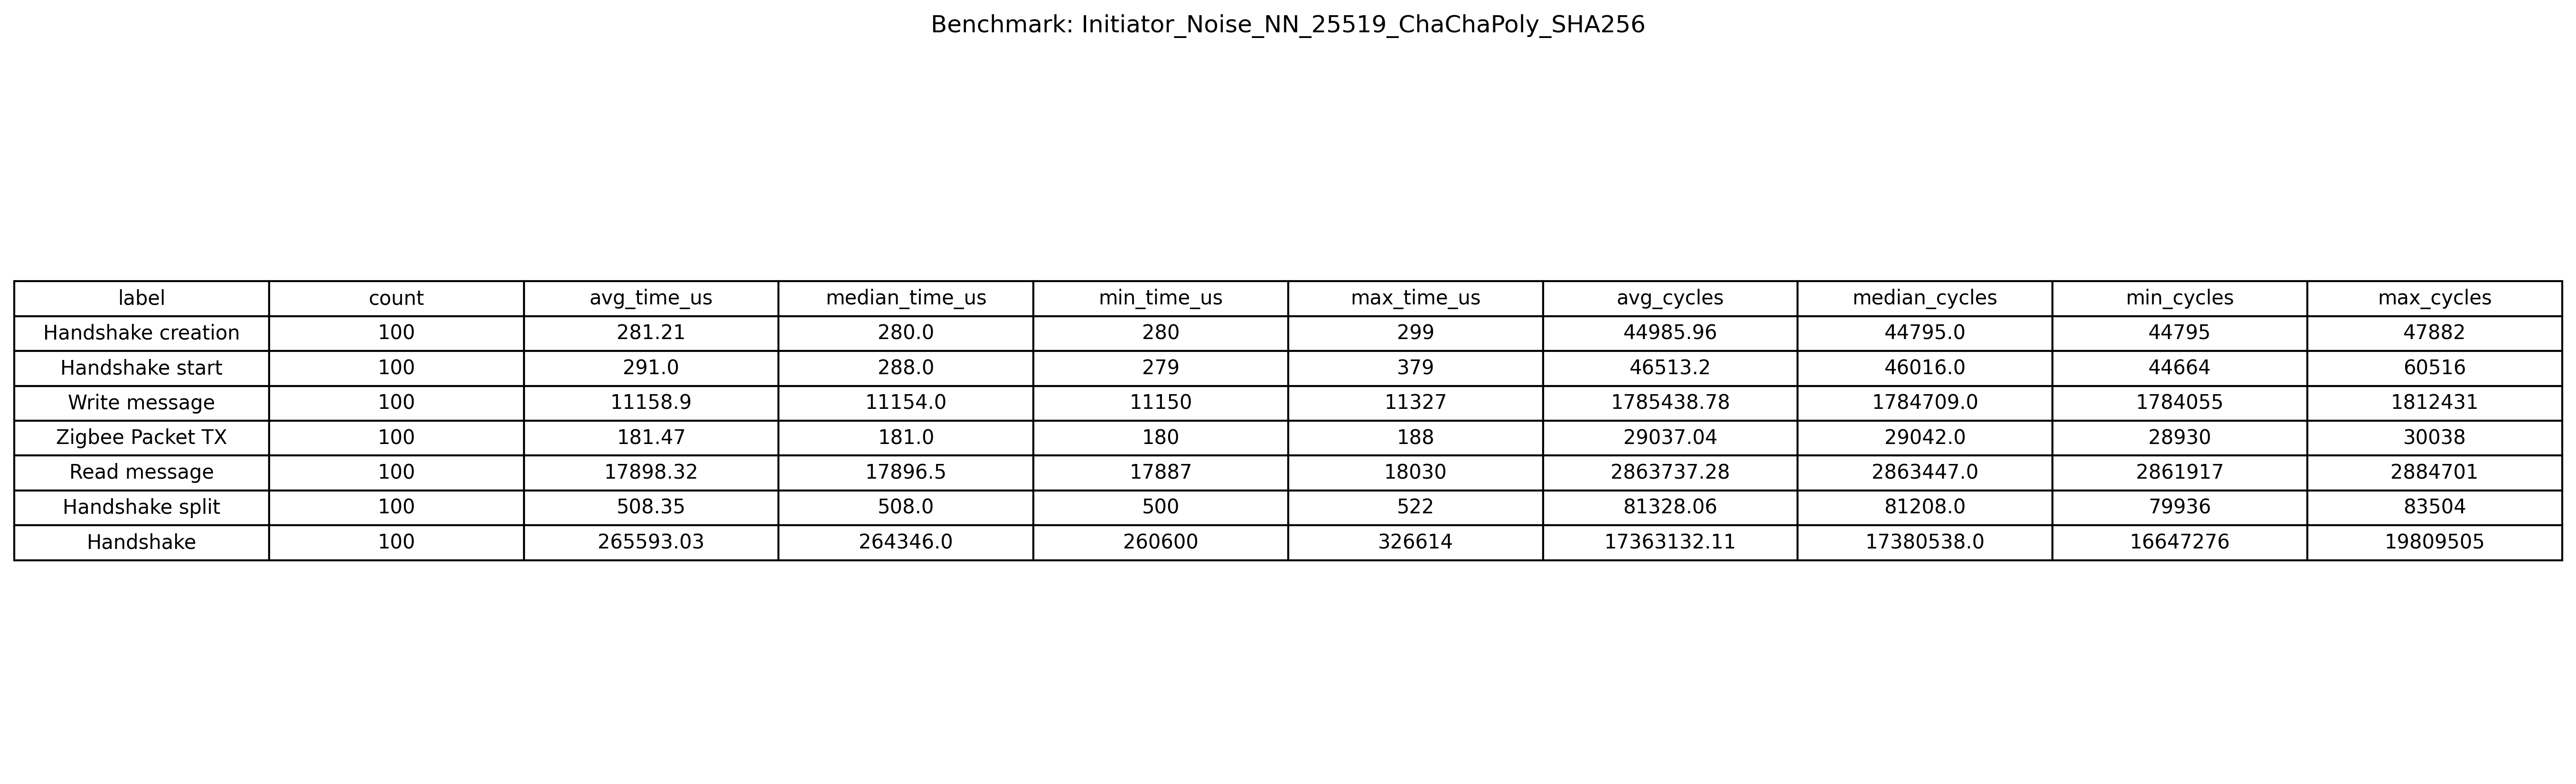 Benchmark: Initiator_Noise_NN_25519_ChaChaPoly_SHA256
label count avg_time_us median_time_us min_time_us max_time_us avg_cycles median_cycles min_cycles max_cycles
Handshake creation 100 281.21 280.0 280 299 44985.96 44795.0 44795 47882
Handshake start 100 291.0 288.0 279 379 46513.2 46016.0 44664 60516
Write message 100 11158.9 11154.0 11150 11327 1785438.78 1784709.0 1784055 1812431
Zigbee Packet TX 100 181.47 181.0 180 188 29037.04 29042.0 28930 30038
Read message 100 17898.32 17896.5 17887 18030 2863737.28 2863447.0 2861917 2884701
Handshake split 100 508.35 508.0 500 522 81328.06 81208.0 79936 83504
Handshake 100 265593.03 264346.0 260600 326614 17363132.11 17380538.0 16647276 19809505